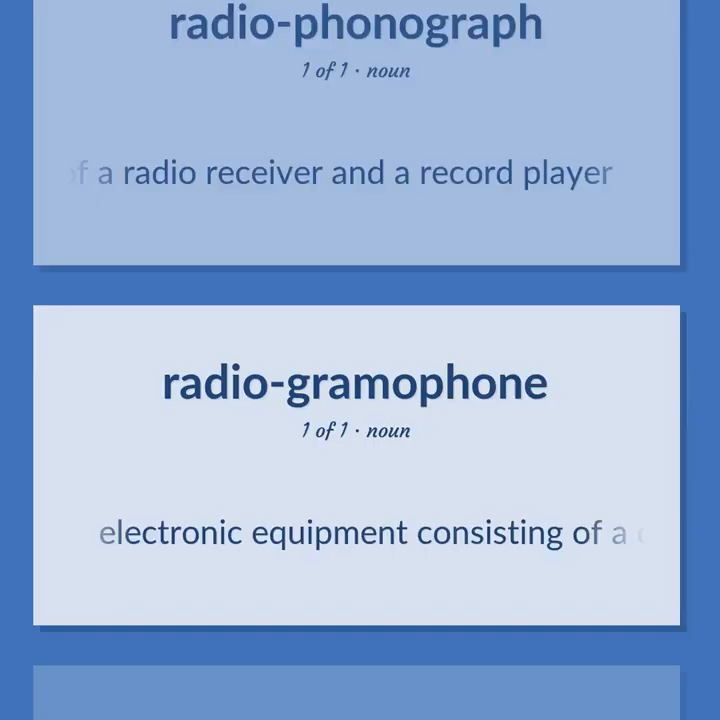 radio-phonograph
1 of 1 · noun
of a radio receiver and a record player
radio-gramophone
1 of 1 · noun
electronic equipment consisting of a